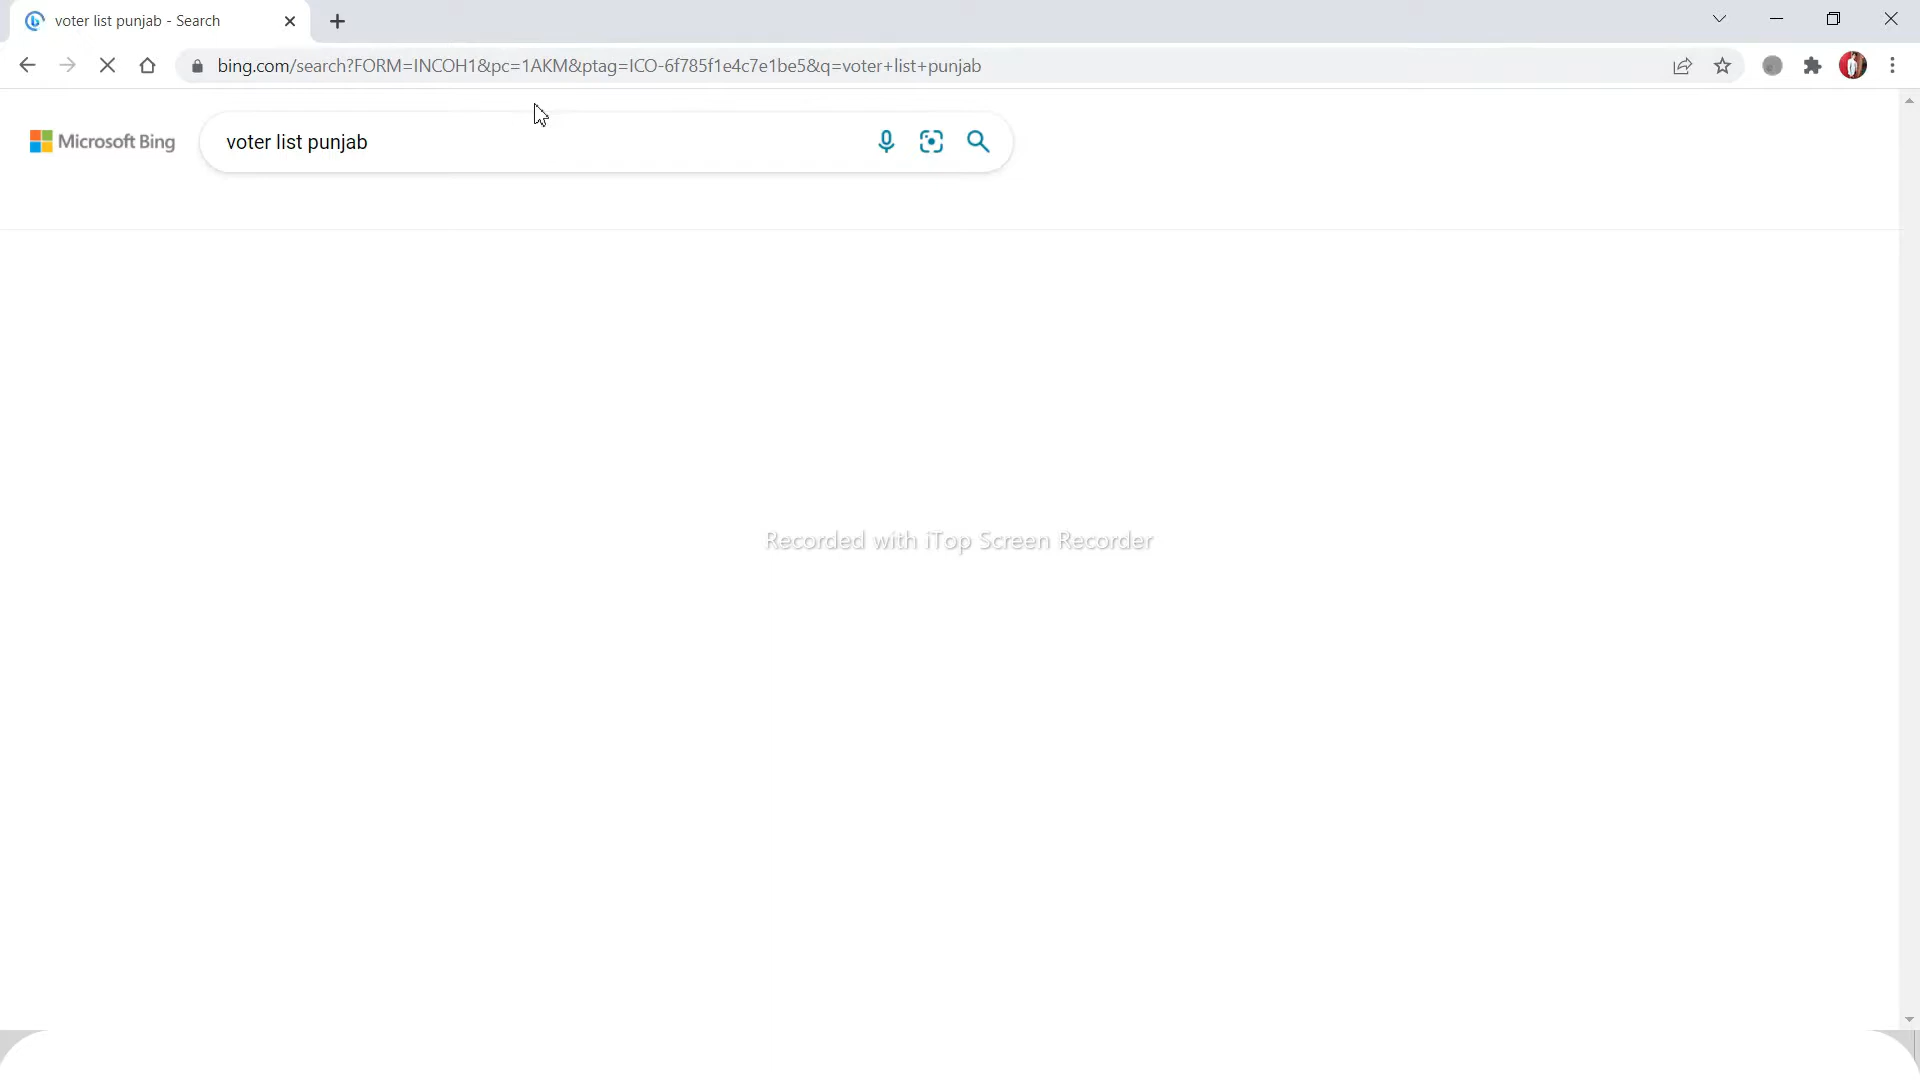 voter list punjab - Search
bing.com/search?FORM=INCOH1&pc=1AKM&ptag=ICO-6f785f1e4c7e1be5&q=voter+list+punjab
Microsoft Bing
voter list punjab
Recorded with iTop Screen Recorder